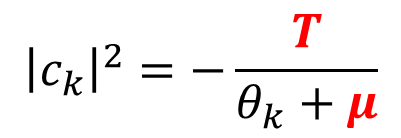 |c_k|² = − T / (θ_k + μ)